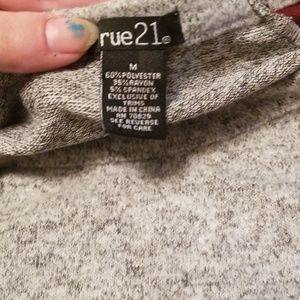 rue21®
M
60%POLYESTER
35%RAYON
5% SPANDEX
EXCLUSIVE OF
TRIMS
MADE IN CHINA
RN 70829
SEE REVERSE
FOR CARE